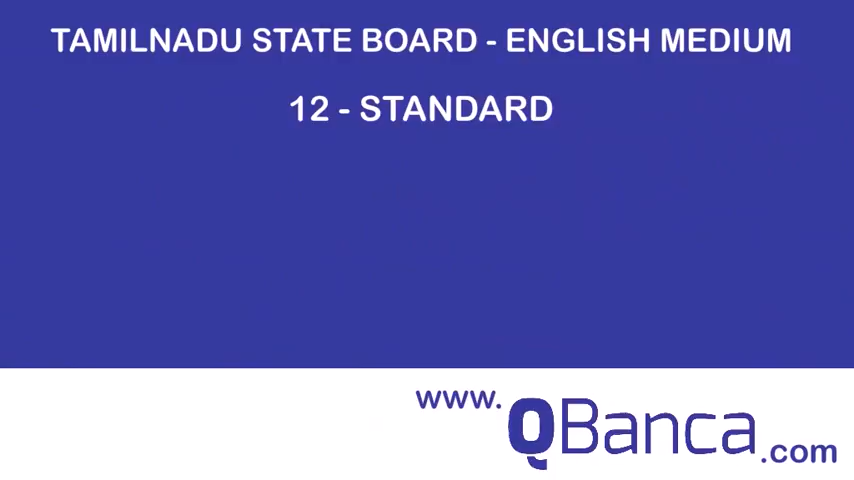 TAMILNADU STATE BOARD - ENGLISH MEDIUM
12 - STANDARD
www.QBanca.com